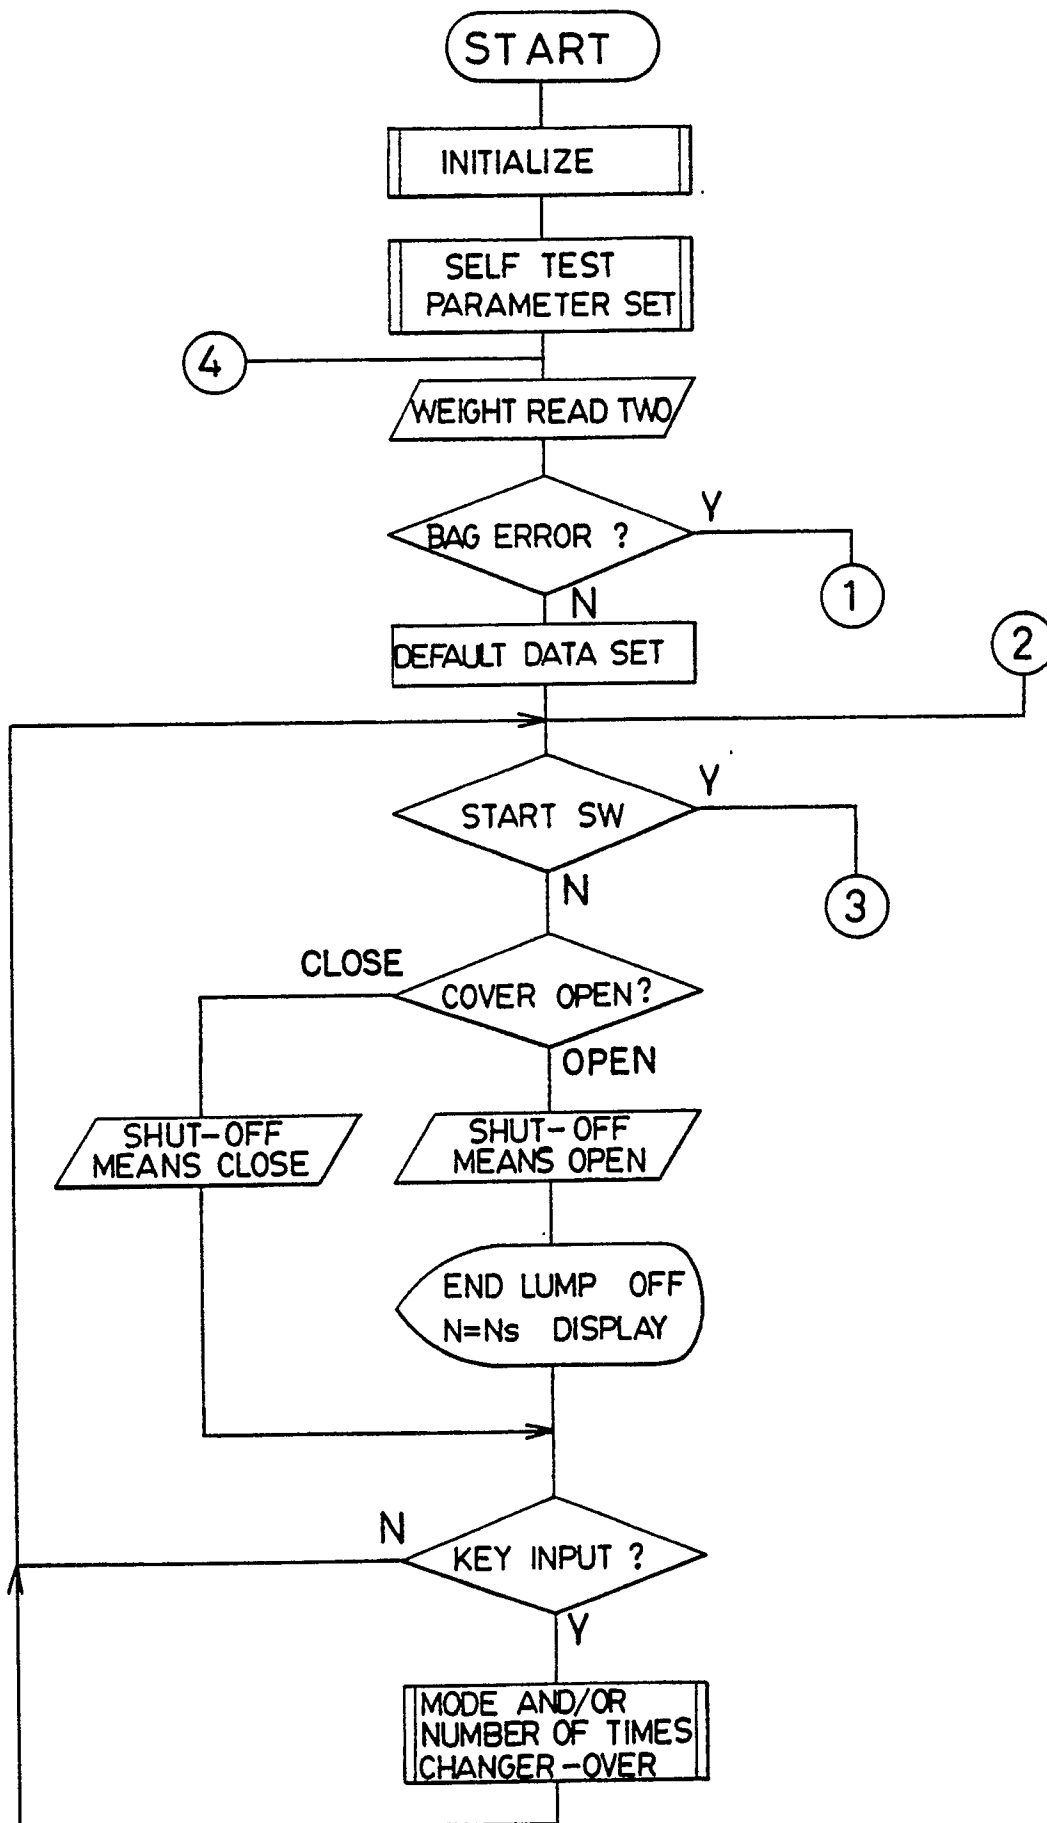 START
INITIALIZE
SELF TEST
PARAMETER SET
4
WEIGHT READ TWO
BAG ERROR ?
Y
1
N
DEFAULT DATA SET
2
START SW
Y
3
N
CLOSE
COVER OPEN?
OPEN
SHUT-OFF
MEANS CLOSE
SHUT-OFF
MEANS OPEN
END LUMP OFF
N=Ns DISPLAY
N
KEY INPUT ?
Y
MODE AND/OR
NUMBER OF TIMES
CHANGER-OVER